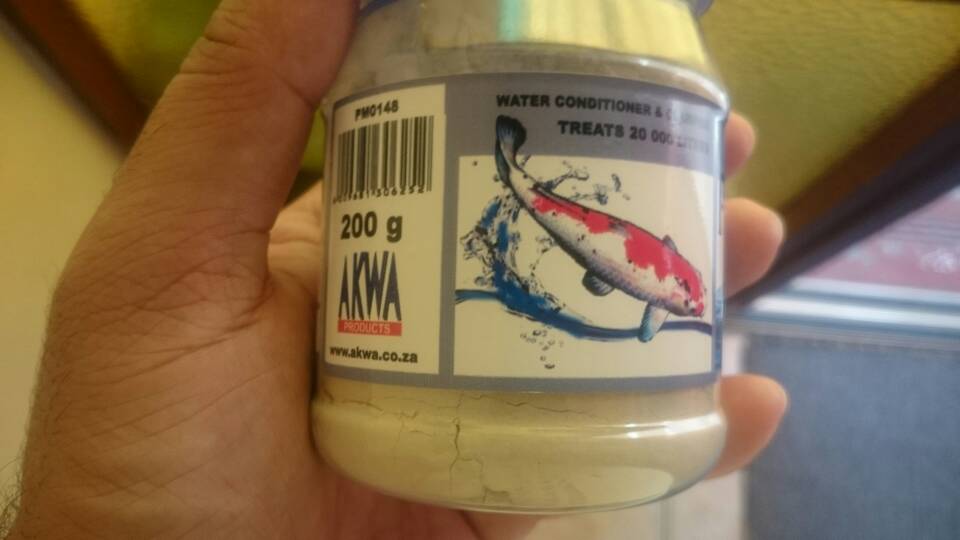 PM0148
200 g
AKWA
PRODUCTS
www.akwa.co.za
WATER CONDITIONER &
TREATS 20 000